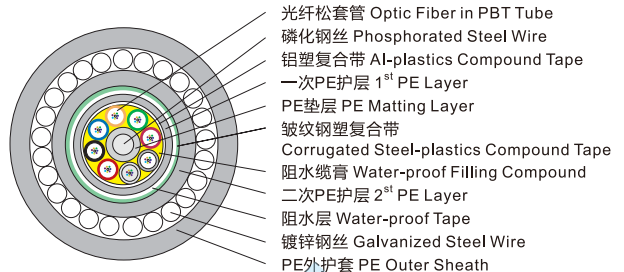 光纤松套管 Optic Fiber in PBT Tube
磷化钢丝 Phosphorated Steel Wire
铝塑复合带 Al-plastics Compound Tape
一次PE护层 1st PE Layer
PE垫层 PE Matting Layer
皱纹钢塑复合带
Corrugated Steel-plastics Compound Tape
阻水缆膏 Water-proof Filling Compound
二次PE护层 2st PE Layer
阻水层 Water-proof Tape
镀锌钢丝 Galvanized Steel Wire
PE外护套 PE Outer Sheath